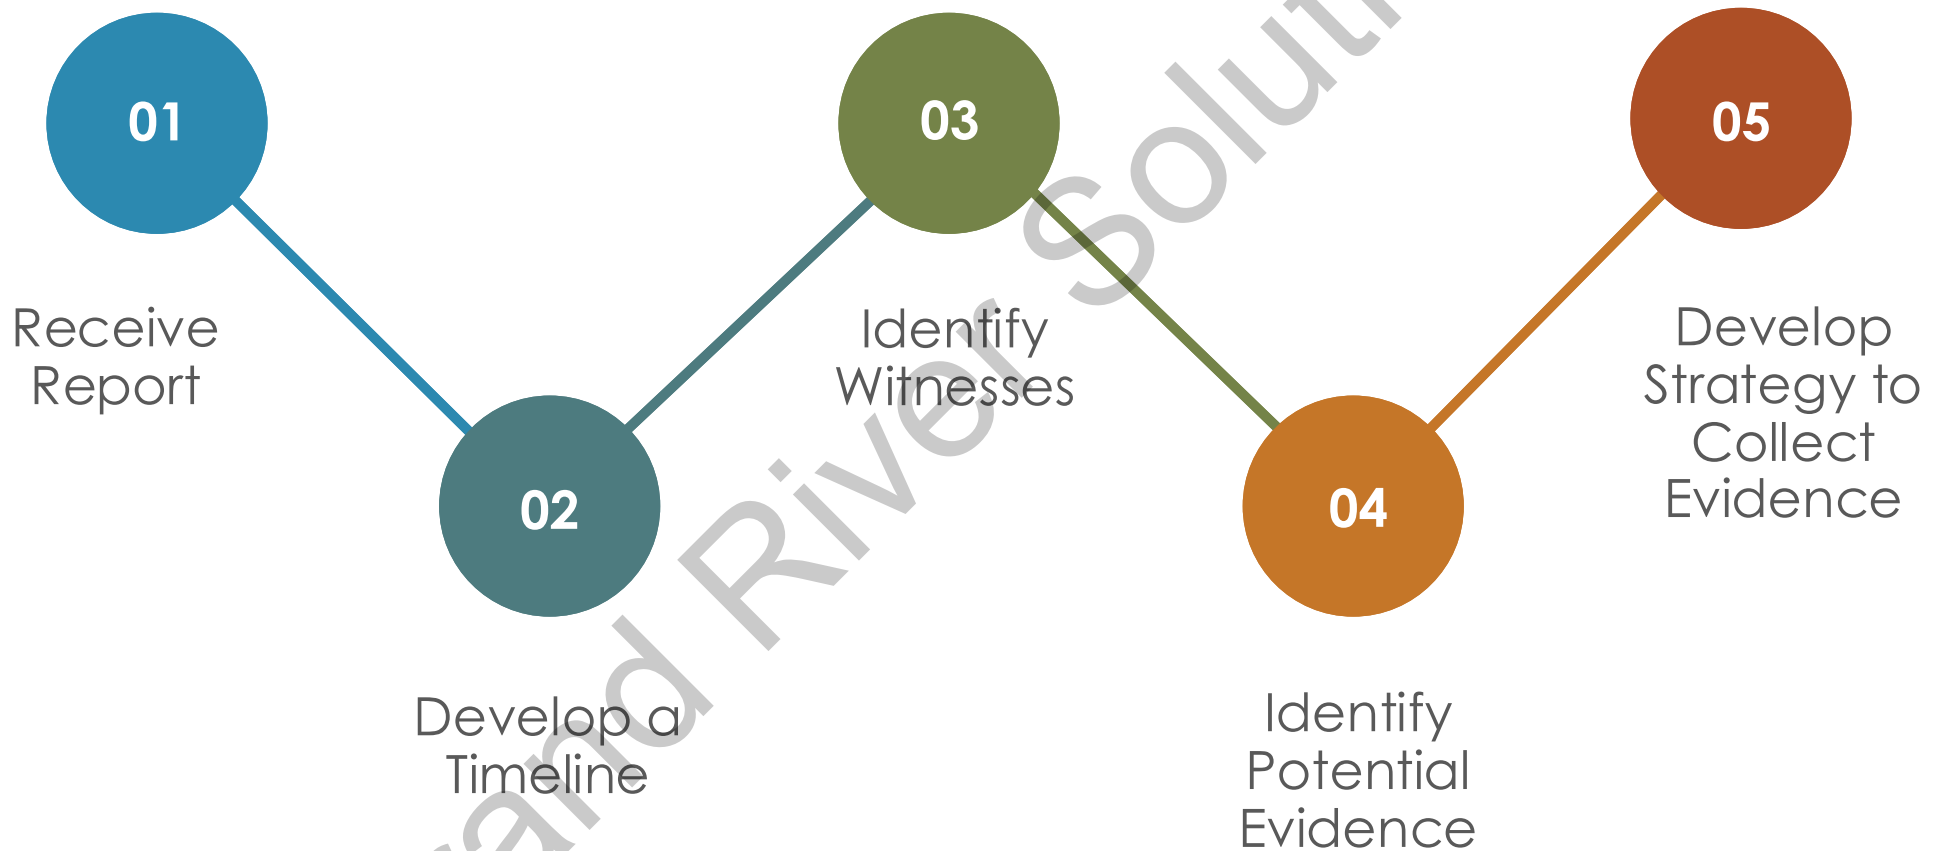 01
Receive
Report
02
Develop a
Timeline
03
Identify
Witnesses
04
Identify
Potential
Evidence
05
Develop
Strategy to
Collect
Evidence
River